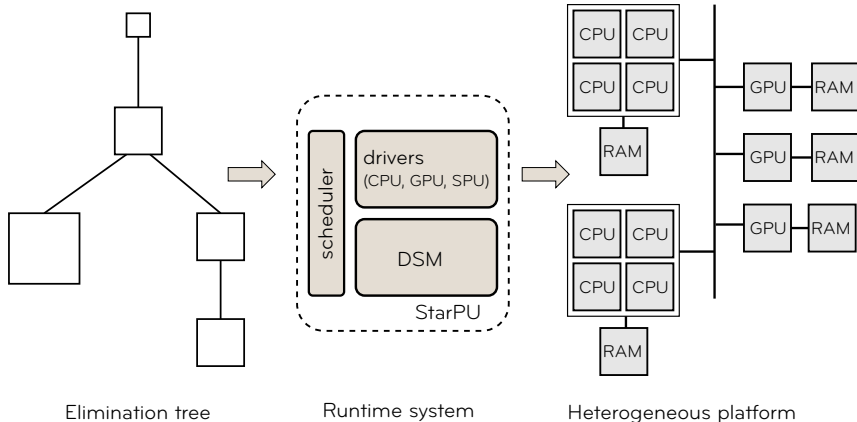 CPU CPU
CPU CPU
RAM
GPU RAM
GPU RAM
GPU RAM
CPU CPU
CPU CPU
RAM
scheduler
drivers
(CPU, GPU, SPU)
DSM
StarPU
Elimination tree
Runtime system
Heterogeneous platform